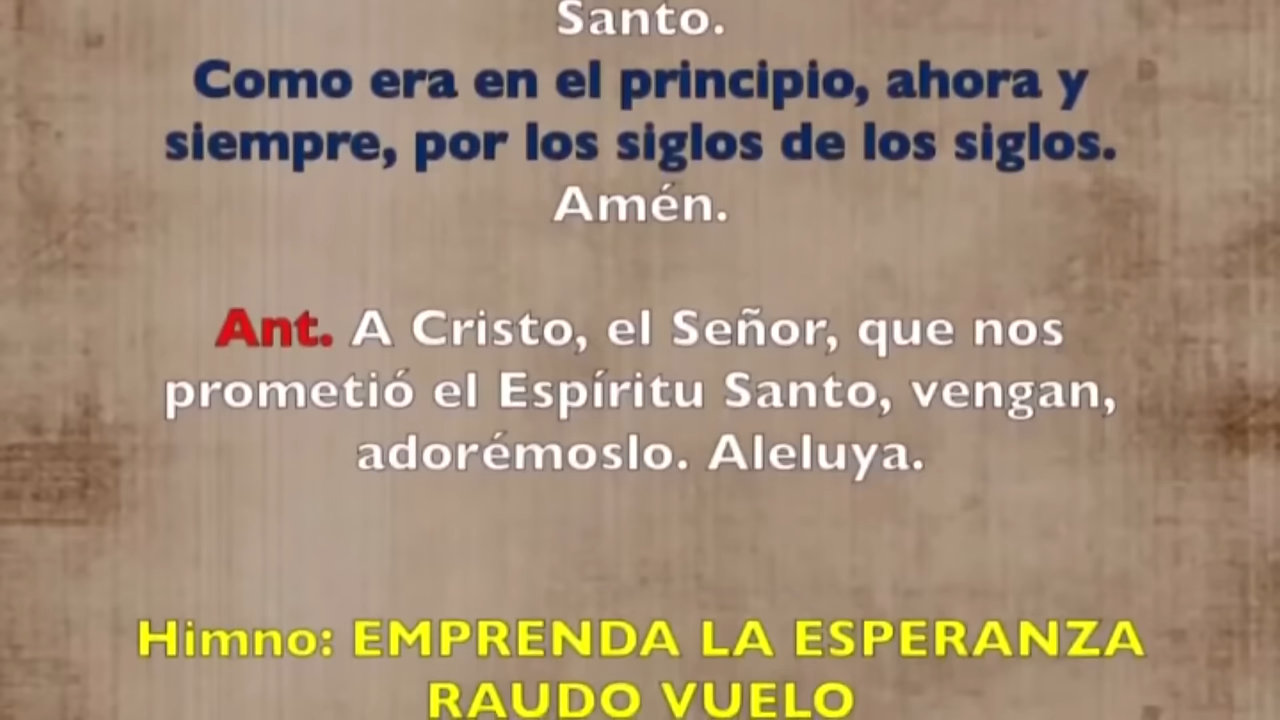 Santo.
Como era en el principio, ahora y
siempre, por los siglos de los siglos.
Amén.
Ant. A Cristo, el Señor, que nos
prometió el Espíritu Santo, vengan,
adorémoslo. Aleluya.
Himno: EMPRENDA LA ESPERANZA
RAUDO VUELO